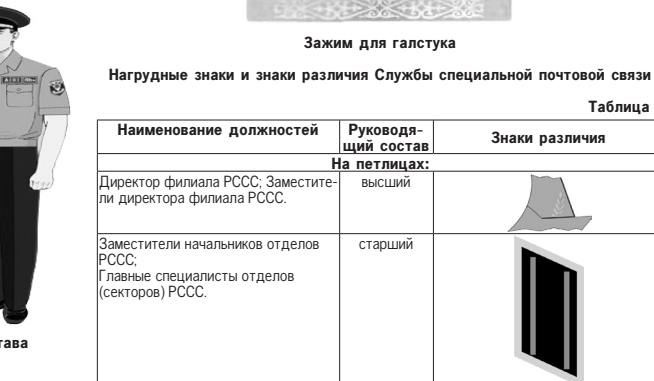 Зажим для галстука
Нагрудные знаки и знаки различия Службы специальной почтовой связи
Таблица
Наименование должностей
Руководя-
щий состав
Знаки различия
На петлицах:
Директор филиала РССС; Заместите-
ли директора филиала РССС.
высший
Заместители начальников отделов
РССС;
Главные специалисты отделов
(секторов) РССС.
старший
тава